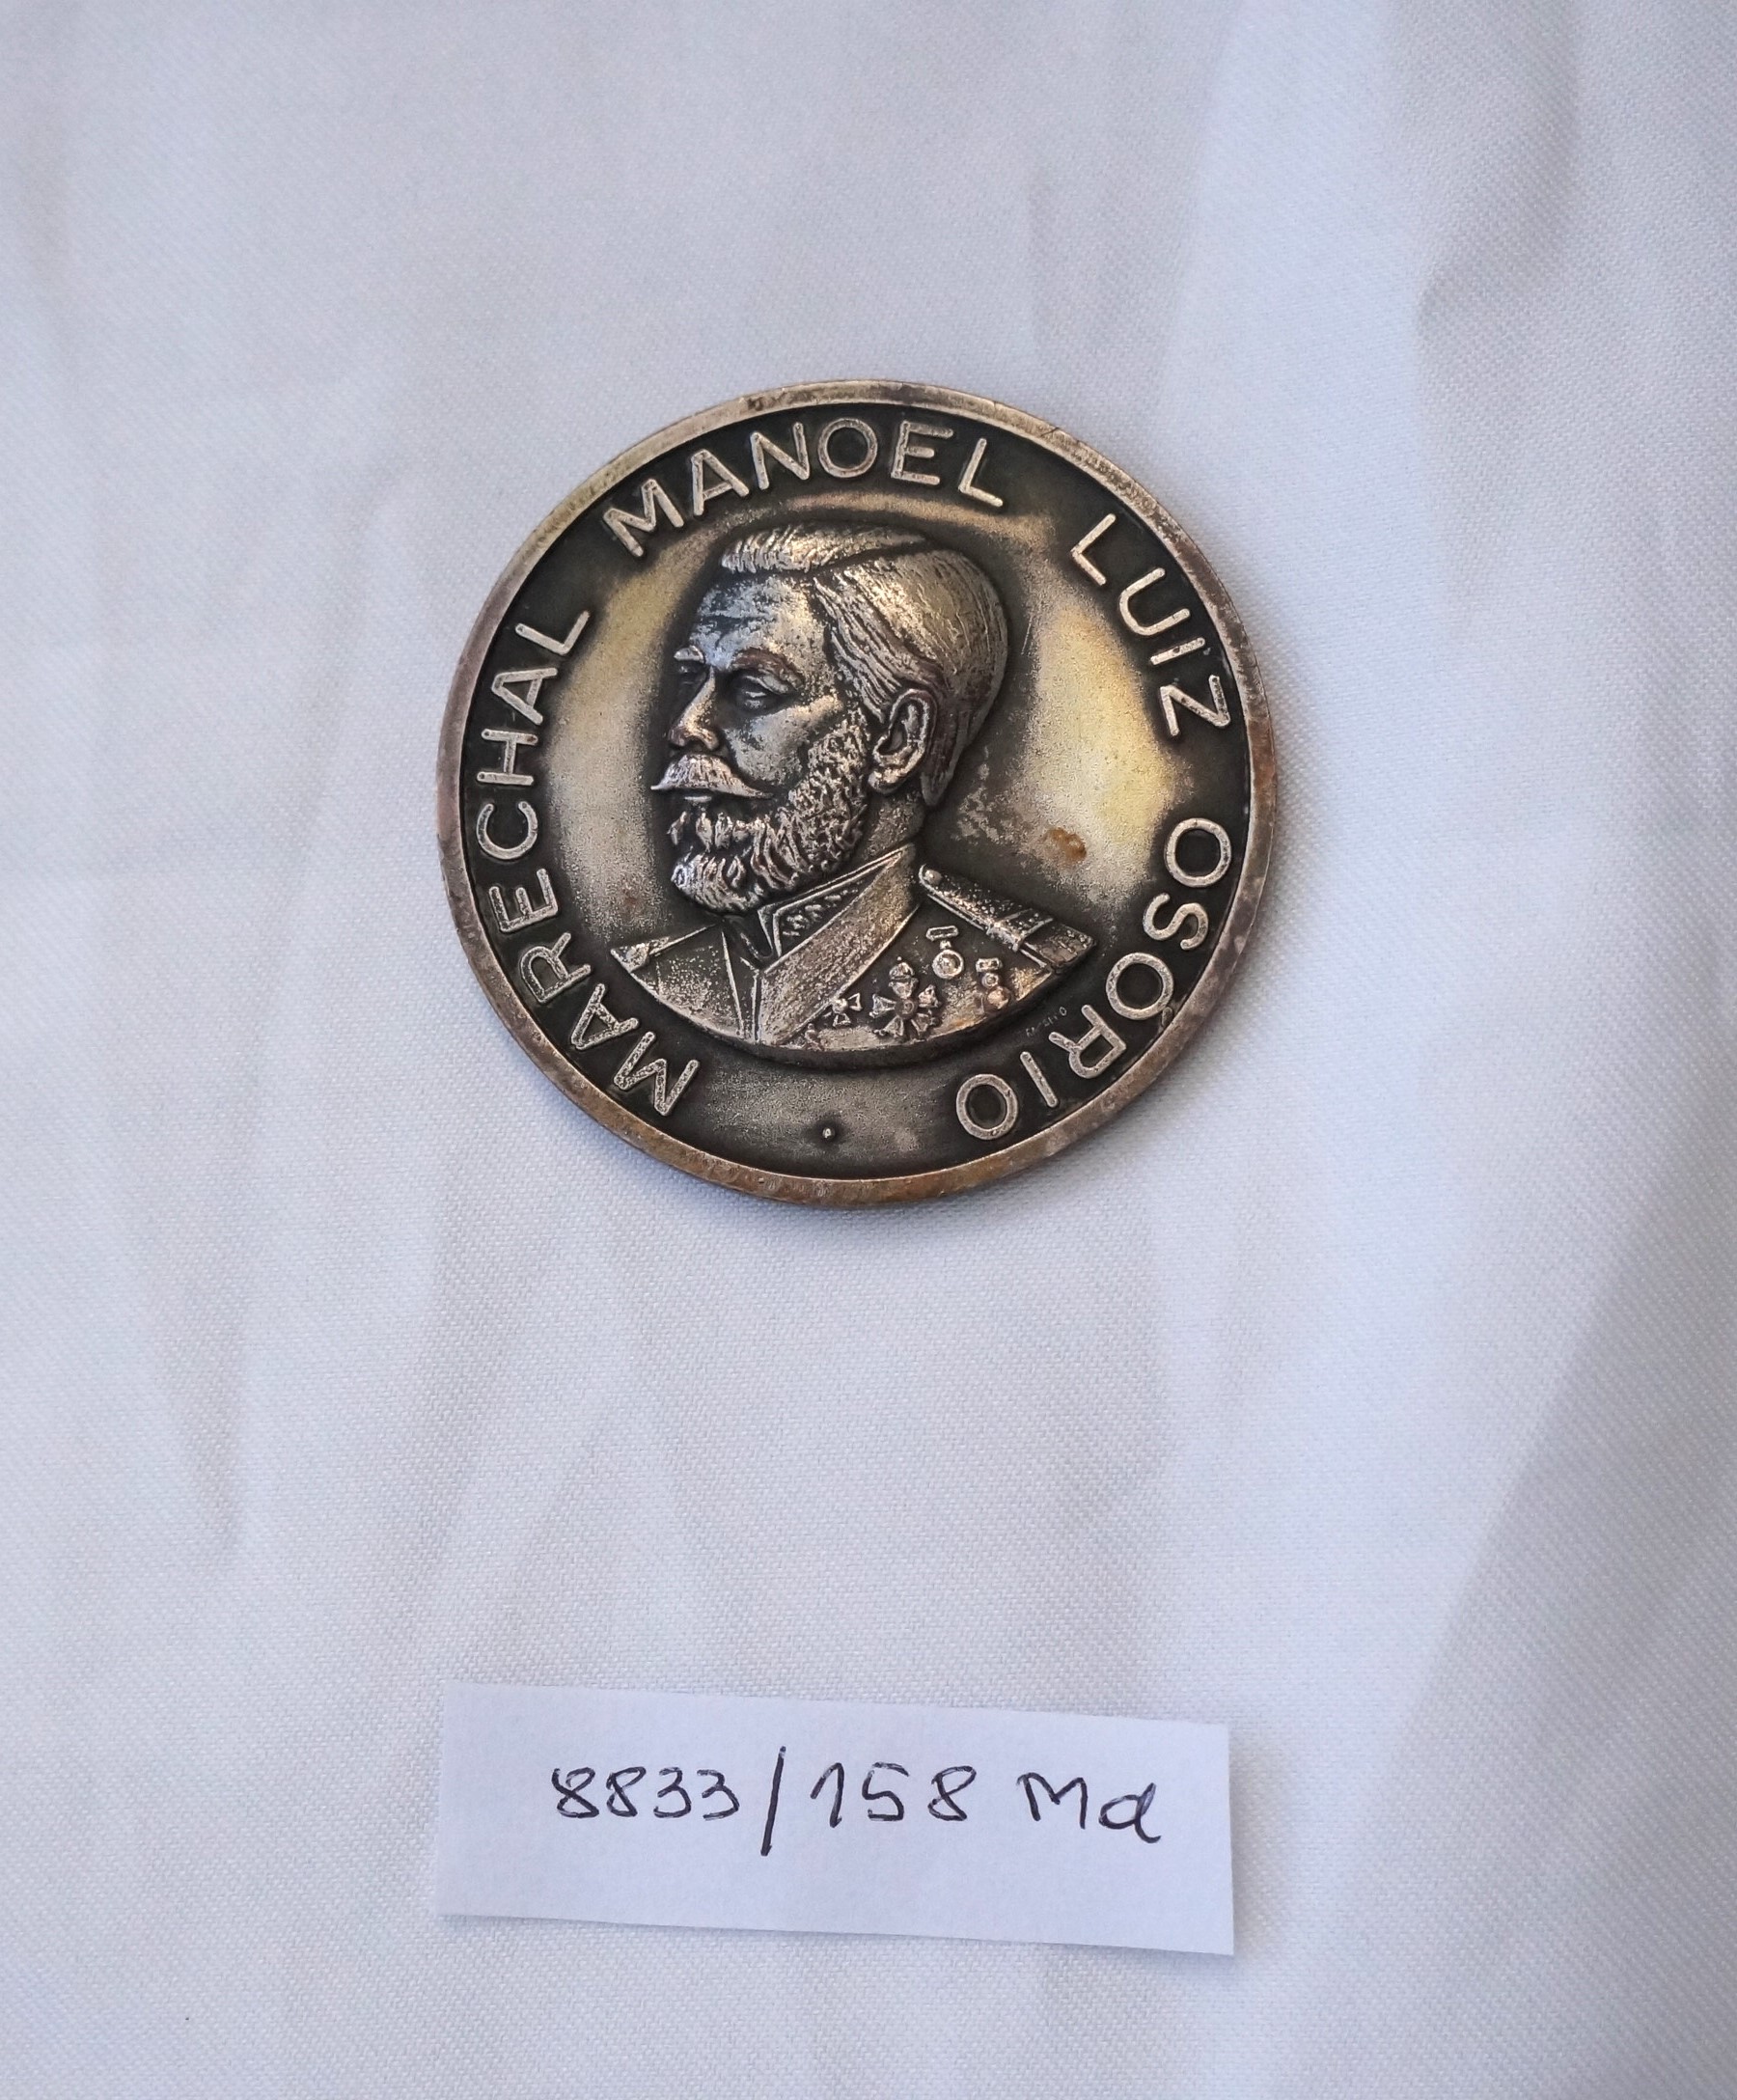 MARECHAL MANOEL LUIZ OSÓRIO
8833/158 Md